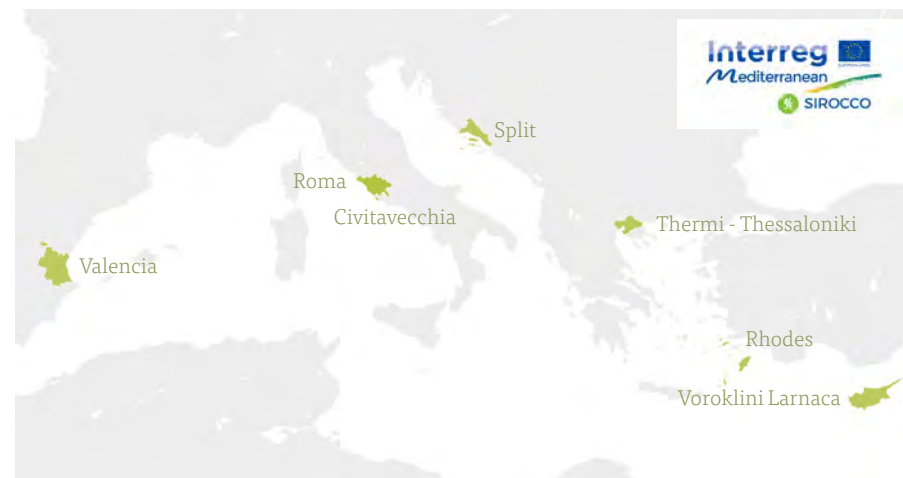 Interreg
Mediterranean
SIROCCO
Split
Roma
Civitavecchia
Thermi - Thessaloniki
Valencia
Rhodes
Voroklini Larnaca